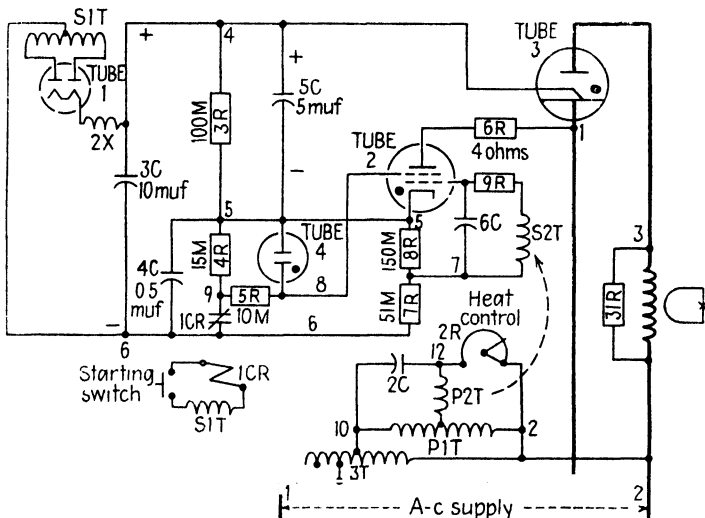 S1T
TUBE
1
2X
+
3C
10muf
4
100M
3R
+
5C
5muf
−
TUBE
2
TUBE
3
1
6R
4 ohms
9R
6C
S2T
5
5
TUBE
4
15M
4R
150M
8R
7
51M
7R
4C
0 5
muf
9
5R
10M
8
1CR
6
−
6
Starting
switch
1CR
S1T
Heat
control
2R
12
2C
P2T
10
P1T
2
1
3T
3
31R
1
A-c supply
2